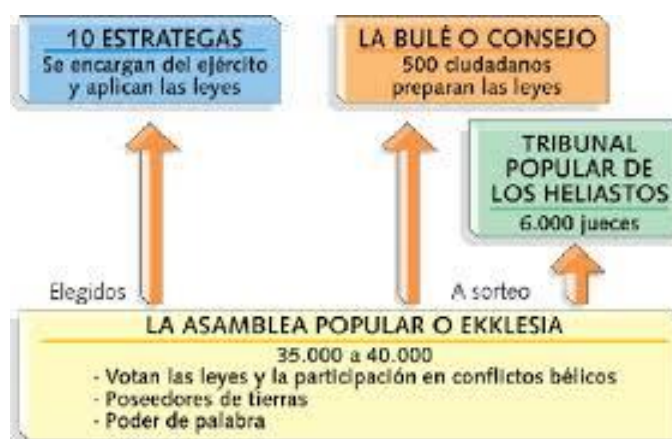 10 ESTRATEGAS
Se encargan del ejército
y aplican las leyes
LA BULÉ O CONSEJO
500 ciudadanos
preparan las leyes
TRIBUNAL
POPULAR DE
LOS HELIASTOS
6.000 jueces
Elegidos
A sorteo
LA ASAMBLEA POPULAR O EKKLESIA
35.000 a 40.000
- Votan las leyes y la participación en conflictos bélicos
- Poseedores de tierras
- Poder de palabra